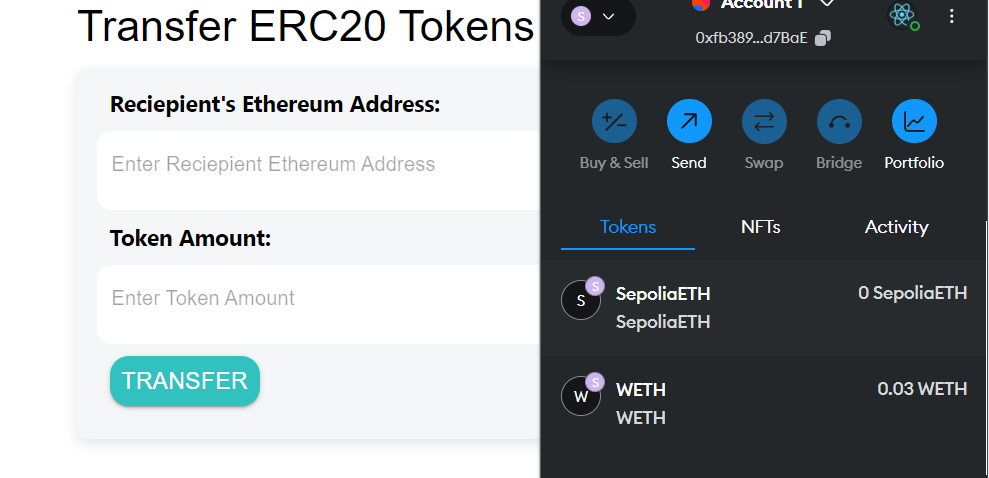 Transfer ERC20 Tokens
Reciepient's Ethereum Address:
Enter Reciepient Ethereum Address
Token Amount:
Enter Token Amount
TRANSFER
S
Account 1
0xfb389...d7BaE
Buy & Sell
Send
Swap
Bridge
Portfolio
Tokens
NFTs
Activity
S
S
SepoliaETH
0 SepoliaETH
SepoliaETH
S
W
WETH
0.03 WETH
WETH